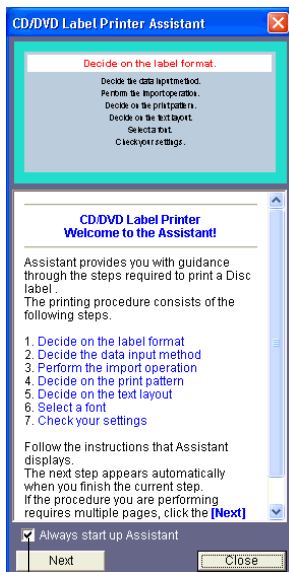 CD/DVD Label Printer Assistant
Decide on the label format.
Decide the data input method.
Perform the import operation.
Decide on the print pattern.
Decide on the text layout.
Select a font.
Check your settings.
CD/DVD Label Printer
Welcome to the Assistant!
Assistant provides you with guidance
through the steps required to print a Disc
label .
The printing procedure consists of the
following steps.
1. Decide on the label format
2. Decide the data input method
3. Perform the import operation
4. Decide on the print pattern
5. Decide on the text layout
6. Select a font
7. Check your settings
Follow the instructions that Assistant
displays.
The next step appears automatically
when you finish the current step.
If the procedure you are performing
requires multiple pages, click the [Next]
Always start up Assistant
Next Close